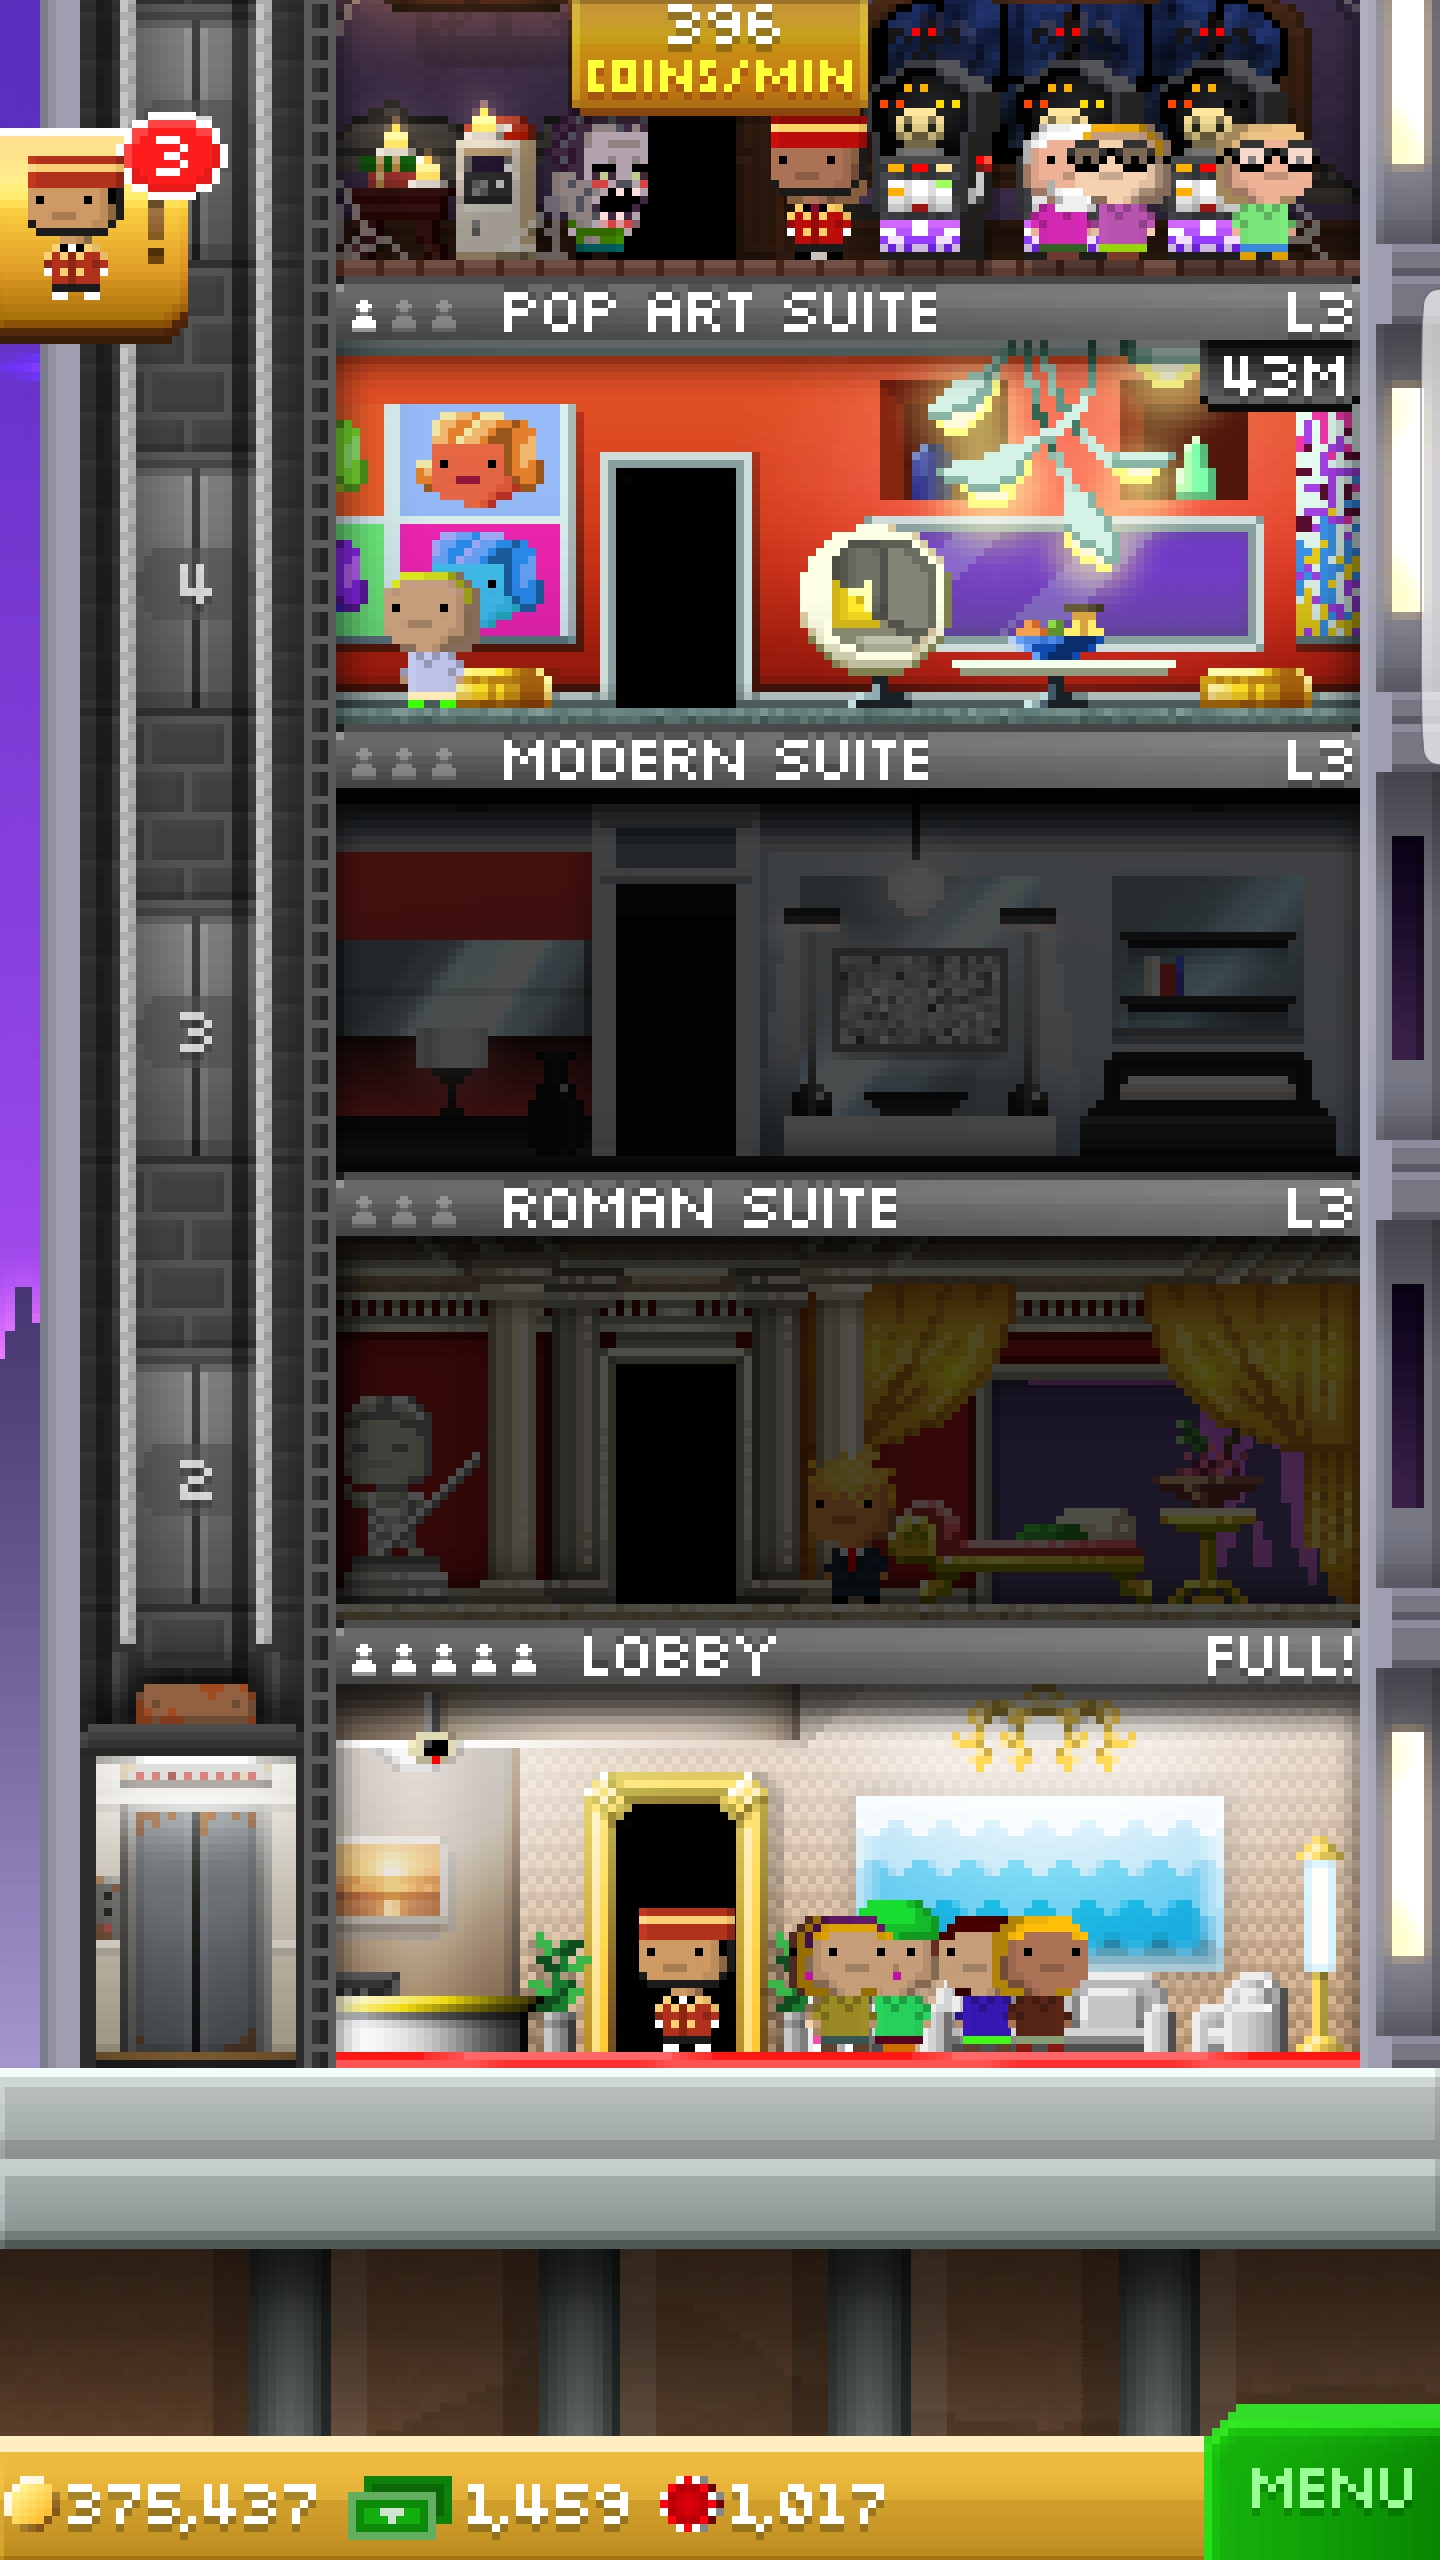 396
COINS/MIN
3
!
POP ART SUITE L3
43M
4
MODERN SUITE L3
3
ROMAN SUITE L3
2
LOBBY FULL!
375,437 1,459 1,017
MENU